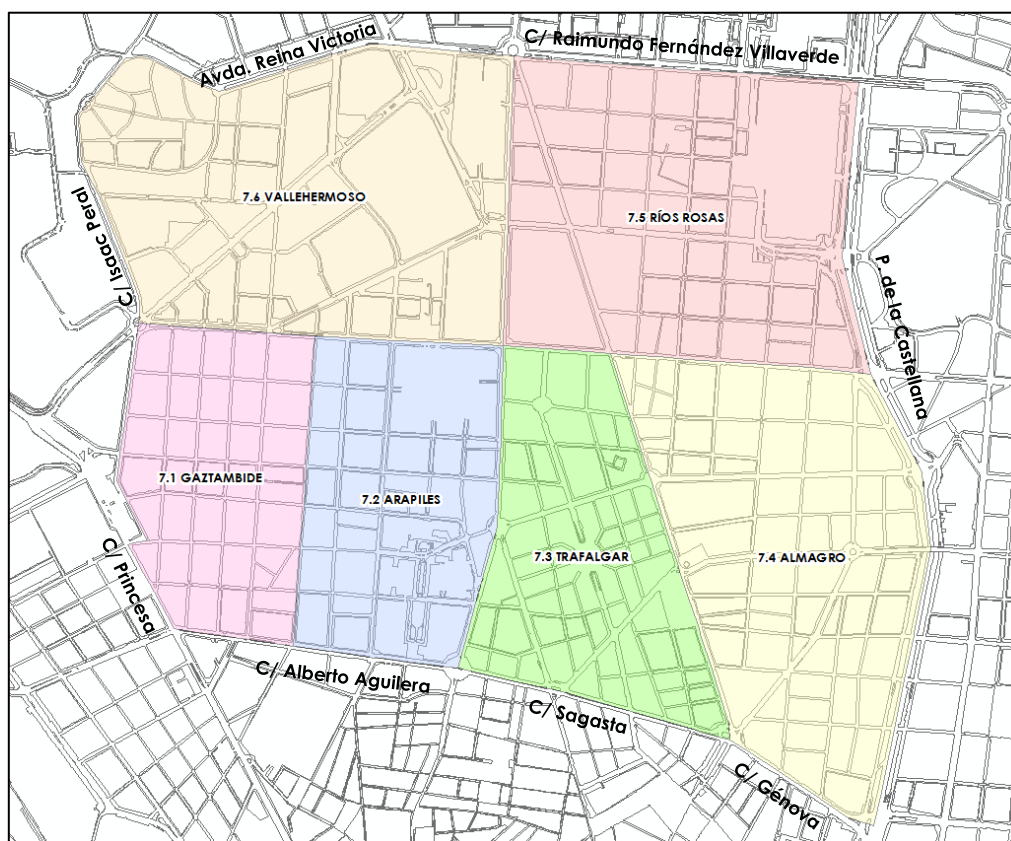 Avda. Reina Victoria
C/ Raimundo Fernández Villaverde
7.6 VALLEHERMOSO
7.5 RÍOS ROSAS
C/ Isaac Peral
P. de la Castellana
7.1 GAZTAMBIDE
7.2 ARAPILES
7.3 TRAFALGAR
7.4 ALMAGRO
C/ Princesa
C/ Alberto Aguilera
C/ Sagasta
C/ Génova